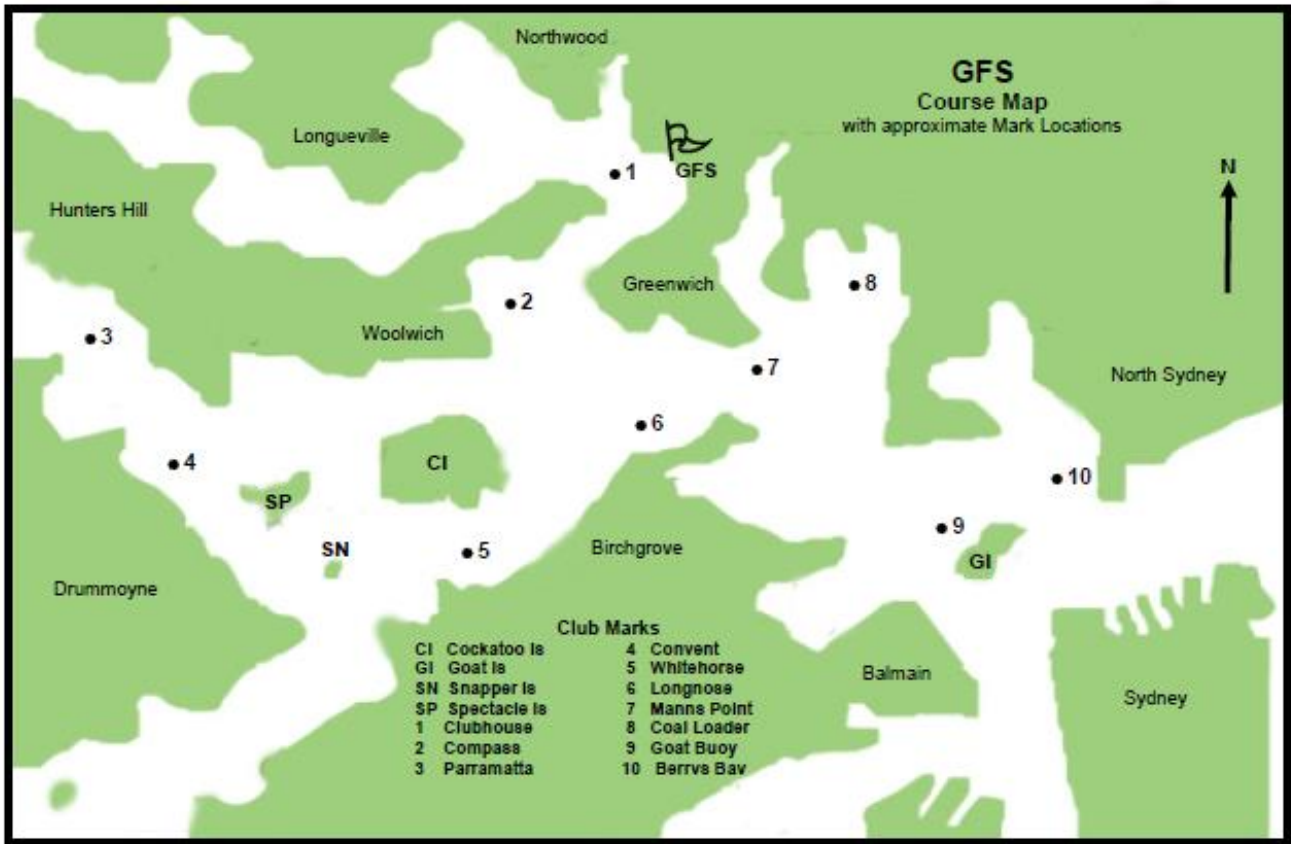 Northwood
GFS
Course Map
with approximate Mark Locations
Longueville
1
GFS
N
Hunters Hill
Greenwich
8
2
3
Woolwich
7
North Sydney
6
4
CI
10
SP
9
SN
5
Birchgrove
GI
Drummoyne
Club Marks
CI Cockatoo Is 4 Convent
GI Goat Is 5 Whitehorse
SN Snapper Is 6 Longnose
SP Spectacle Is 7 Manns Point
1 Clubhouse 8 Coal Loader
2 Compass 9 Goat Buoy
3 Parramatta 10 Berrvs Bav
Balmain
Sydney